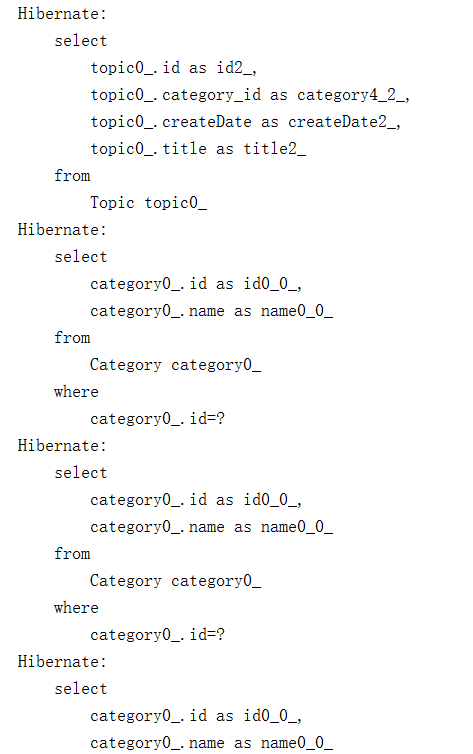 Hibernate:
    select
        topic0_.id as id2_,
        topic0_.category_id as category4_2_,
        topic0_.createDate as createDate2_,
        topic0_.title as title2_
    from
        Topic topic0_
Hibernate:
    select
        category0_.id as id0_0_,
        category0_.name as name0_0_
    from
        Category category0_
    where
        category0_.id=?
Hibernate:
    select
        category0_.id as id0_0_,
        category0_.name as name0_0_
    from
        Category category0_
    where
        category0_.id=?
Hibernate:
    select
        category0_.id as id0_0_,
        category0_.name as name0_0_